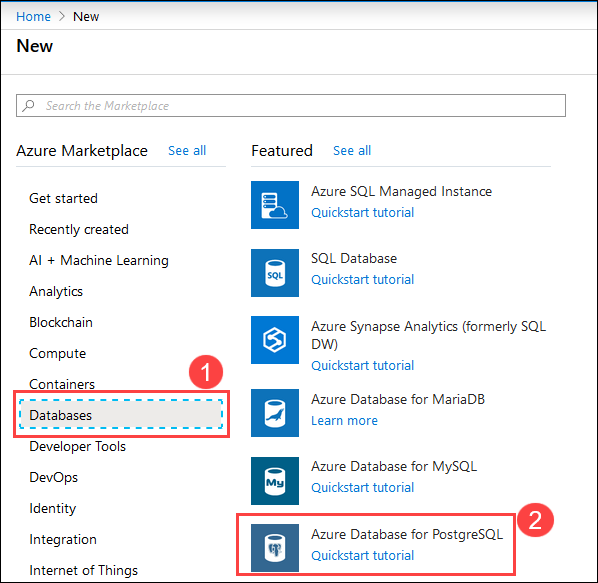 Home > New
New
Search the Marketplace
Azure Marketplace See all
Get started
Recently created
AI + Machine Learning
Analytics
Blockchain
Compute
Containers
1
Databases
Developer Tools
DevOps
Identity
Integration
Internet of Things
Featured See all
Azure SQL Managed Instance
Quickstart tutorial
SQL
SQL Database
Quickstart tutorial
Azure Synapse Analytics (formerly SQL
DW)
Quickstart tutorial
Azure Database for MariaDB
Learn more
My
Azure Database for MySQL
Quickstart tutorial
2
Azure Database for PostgreSQL
Quickstart tutorial